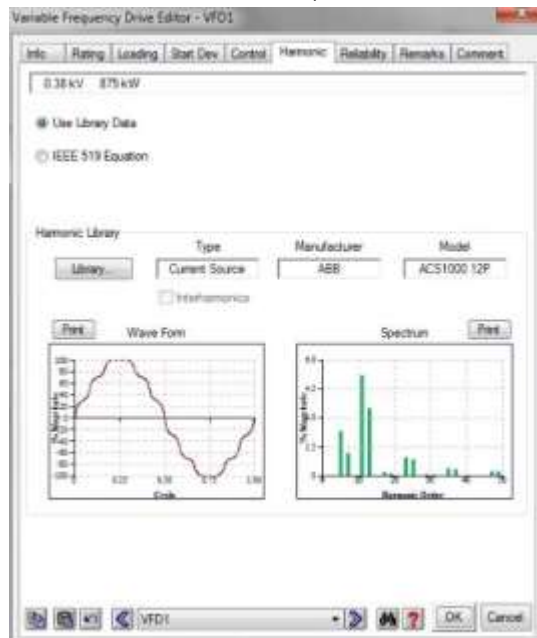 Variable Frequency Drive Editor - VFD1
Info Rating Loading Start Dev Control Harmonic Reliability Remarks Comment
0.38 kV 875 kW
Use Library Data
IEEE 519 Equation
Harmonic Library
Type Manufacturer Model
Library... Current Source ABB ACS1000 12P
Interharmonics
Print Wave Form Spectrum Print
% Magnitude
Cycle
% Magnitude
Harmonic Order
VFD1
OK Cancel